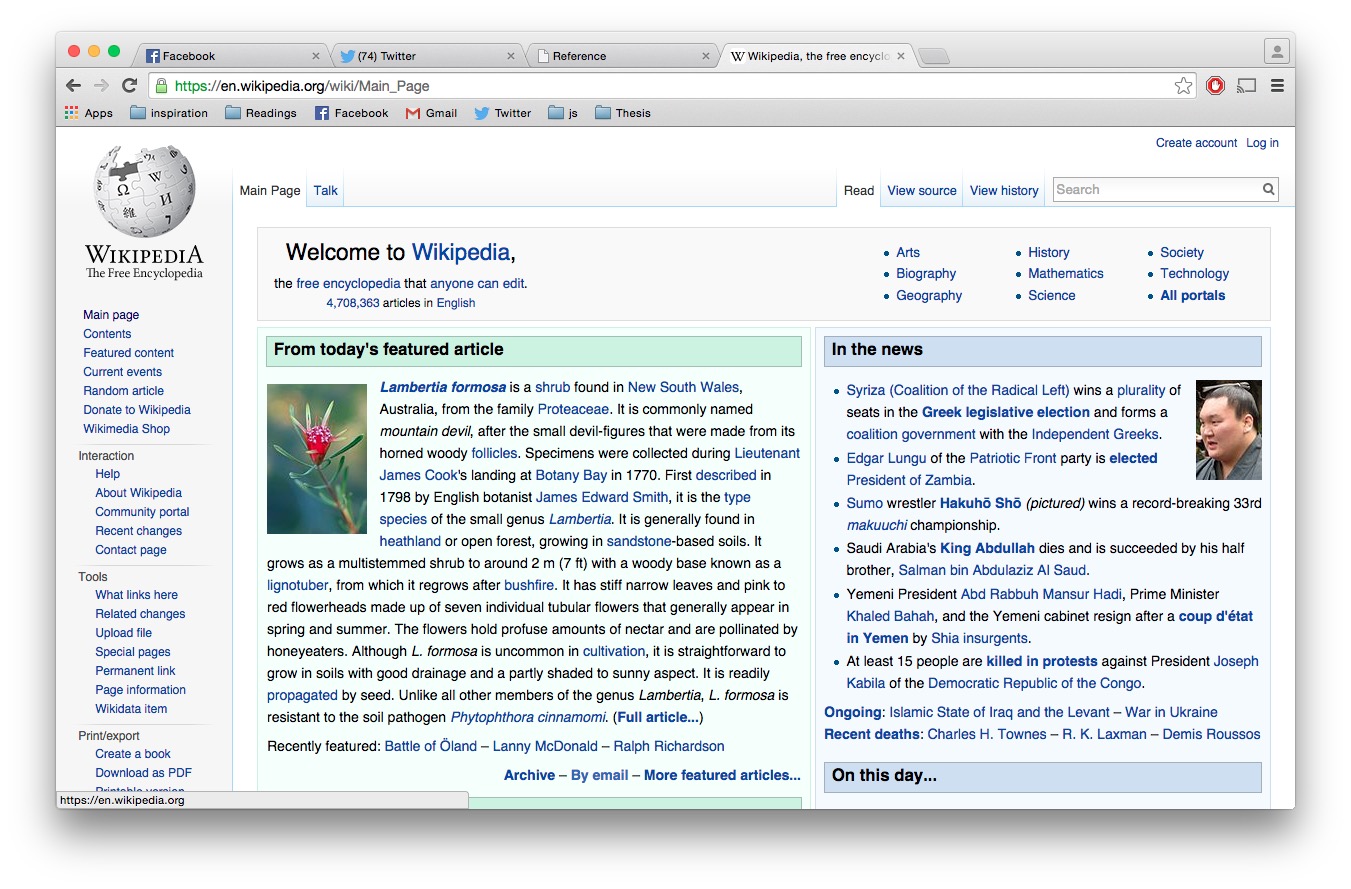 Facebook
(74) Twitter
Reference
Wikipedia, the free encyclo
https://en.wikipedia.org/wiki/Main_Page
Apps inspiration Readings Facebook Gmail Twitter js Thesis
Create account Log in
Main Page Talk
Read View source View history Search
WIKIPEDIA
The Free Encyclopedia
Main page
Contents
Featured content
Current events
Random article
Donate to Wikipedia
Wikimedia Shop
Interaction
Help
About Wikipedia
Community portal
Recent changes
Contact page
Tools
What links here
Related changes
Upload file
Special pages
Permanent link
Page information
Wikidata item
Print/export
Create a book
Download as PDF
Printable version
https://en.wikipedia.org
Welcome to Wikipedia,
the free encyclopedia that anyone can edit.
4,708,363 articles in English
Arts
Biography
Geography
History
Mathematics
Science
Society
Technology
All portals
From today's featured article
Lambertia formosa is a shrub found in New South Wales,
Australia, from the family Proteaceae. It is commonly named
mountain devil, after the small devil-figures that were made from its
horned woody follicles. Specimens were collected during Lieutenant
James Cook's landing at Botany Bay in 1770. First described in
1798 by English botanist James Edward Smith, it is the type
species of the small genus Lambertia. It is generally found in
heathland or open forest, growing in sandstone-based soils. It
grows as a multistemmed shrub to around 2 m (7 ft) with a woody base known as a
lignotuber, from which it regrows after bushfire. It has stiff narrow leaves and pink to
red flowerheads made up of seven individual tubular flowers that generally appear in
spring and summer. The flowers hold profuse amounts of nectar and are pollinated by
honeyeaters. Although L. formosa is uncommon in cultivation, it is straightforward to
grow in soils with good drainage and a partly shaded to sunny aspect. It is readily
propagated by seed. Unlike all other members of the genus Lambertia, L. formosa is
resistant to the soil pathogen Phytophthora cinnamomi. (Full article...)
Recently featured: Battle of Öland – Lanny McDonald – Ralph Richardson
Archive – By email – More featured articles...
In the news
Syriza (Coalition of the Radical Left) wins a plurality of
seats in the Greek legislative election and forms a
coalition government with the Independent Greeks.
Edgar Lungu of the Patriotic Front party is elected
President of Zambia.
Sumo wrestler Hakuhō Shō (pictured) wins a record-breaking 33rd
makuuchi championship.
Saudi Arabia's King Abdullah dies and is succeeded by his half
brother, Salman bin Abdulaziz Al Saud.
Yemeni President Abd Rabbuh Mansur Hadi, Prime Minister
Khaled Bahah, and the Yemeni cabinet resign after a coup d'état
in Yemen by Shia insurgents.
At least 15 people are killed in protests against President Joseph
Kabila of the Democratic Republic of the Congo.
Ongoing: Islamic State of Iraq and the Levant – War in Ukraine
Recent deaths: Charles H. Townes – R. K. Laxman – Demis Roussos
On this day...